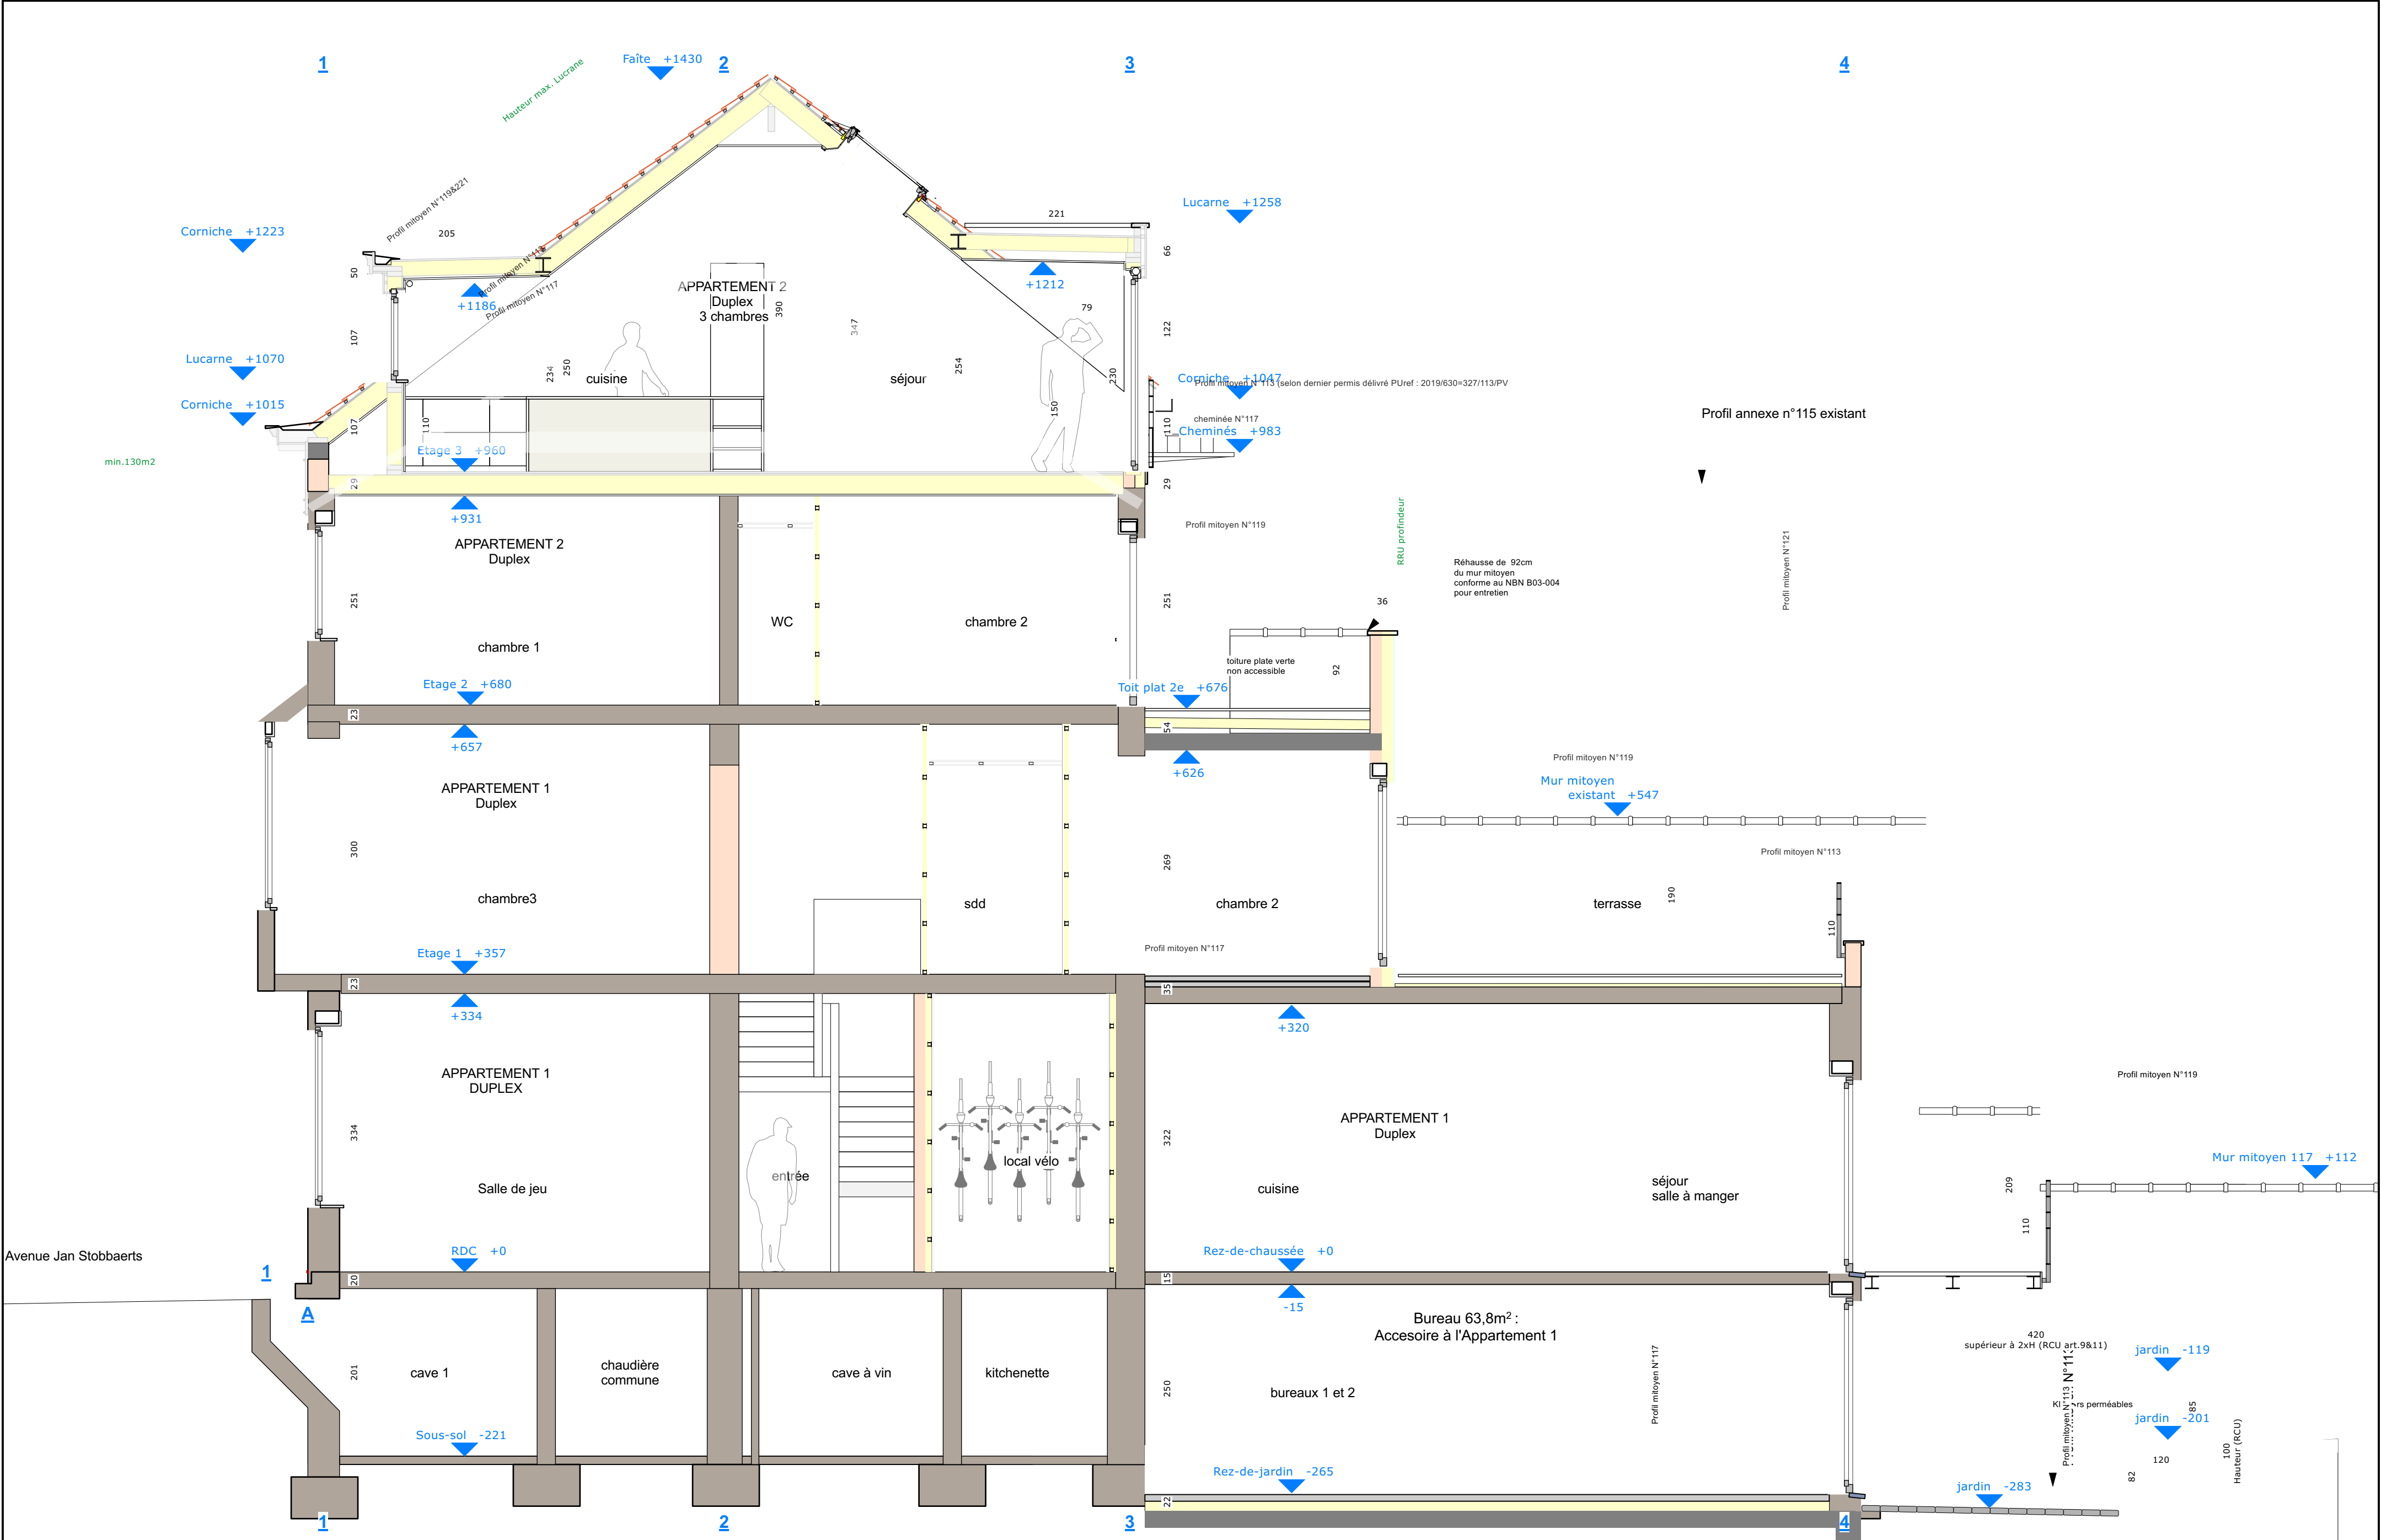 1
2
3
4
Faîte +1430
Hauteur max. Lucrane
Profil mitoyen N°119&221
Corniche +1223
205
50
Profil mitoyen N°117
+1186
107
Lucarne +1258
221
66
+1212
79
122
APPARTEMENT 2
Duplex
3 chambres
390
347
254
234
250
cuisine
séjour
230
150
Lucarne +1070
Corniche +1015
107
110
Etage 3 +960
min.130m2
29
Corniche +1047
Profil mitoyen N°113 (selon dernier permis délivré PUref : 2019/630=327/113/PV
cheminée N°117
110
Cheminés +983
29
Profil annexe n°115 existant
+931
APPARTEMENT 2
Duplex
251
chambre 1
WC
chambre 2
251
Profil mitoyen N°119
RRU profindeur
Réhausse de 92cm
du mur mitoyen
conforme au NBN B03-004
pour entretien
Profil mitoyen N°121
36
toiture plate verte
non accessible
92
Etage 2 +680
Toit plat 2e +676
23
54
+657
+626
APPARTEMENT 1
Duplex
300
chambre3
sdd
269
chambre 2
Profil mitoyen N°119
Mur mitoyen
existant +547
Profil mitoyen N°113
terrasse
190
110
Profil mitoyen N°117
Etage 1 +357
23
35
+334
+320
APPARTEMENT 1
DUPLEX
334
Salle de jeu
entrée
local vélo
322
APPARTEMENT 1
Duplex
cuisine
séjour
salle à manger
Profil mitoyen N°119
Mur mitoyen 117 +112
209
110
Avenue Jan Stobbaerts
RDC +0
Rez-de-chaussée +0
1
A
20
15
-15
Bureau 63,8m² :
Accesoire à l'Appartement 1
201
cave 1
chaudière
commune
cave à vin
kitchenette
250
bureaux 1 et 2
Profil mitoyen N°117
420
supérieur à 2xH (RCU art.9&11)
jardin -119
Profil mitoyen N°113
rs perméables
85
jardin -201
100
Hauteur (RCU)
120
82
Sous-sol -221
Rez-de-jardin -265
jardin -283
22
1
2
3
4